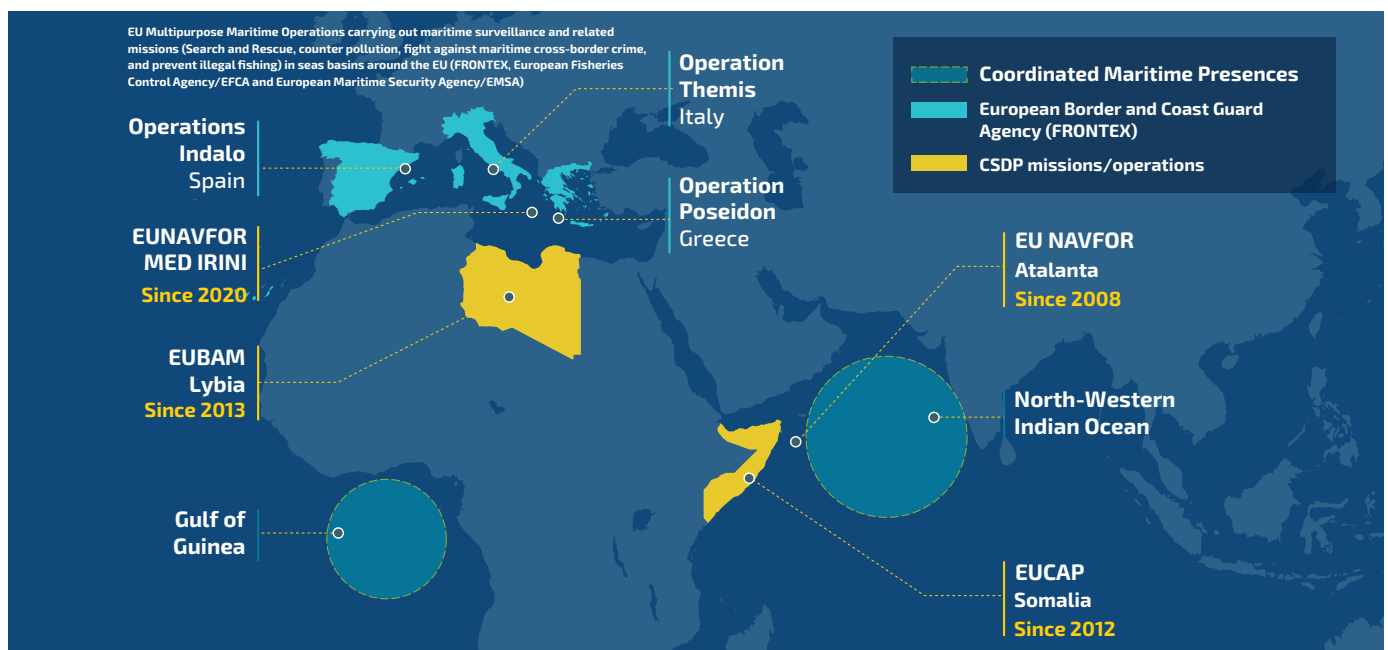 EU Multipurpose Maritime Operations carrying out maritime surveillance and related
missions (Search and Rescue, counter pollution, fight against maritime cross-border crime,
and prevent illegal fishing) in seas basins around the EU (FRONTEX, European Fisheries
Control Agency/EFCA and European Maritime Security Agency/EMSA)
Operation
Themis
Italy
Coordinated Maritime Presences
European Border and Coast Guard
Agency (FRONTEX)
CSDP missions/operations
Operations
Indalo
Spain
Operation
Poseidon
Greece
EUNAVFOR
MED IRINI
Since 2020
EU NAVFOR
Atalanta
Since 2008
EUBAM
Lybia
Since 2013
North-Western
Indian Ocean
Gulf of
Guinea
EUCAP
Somalia
Since 2012